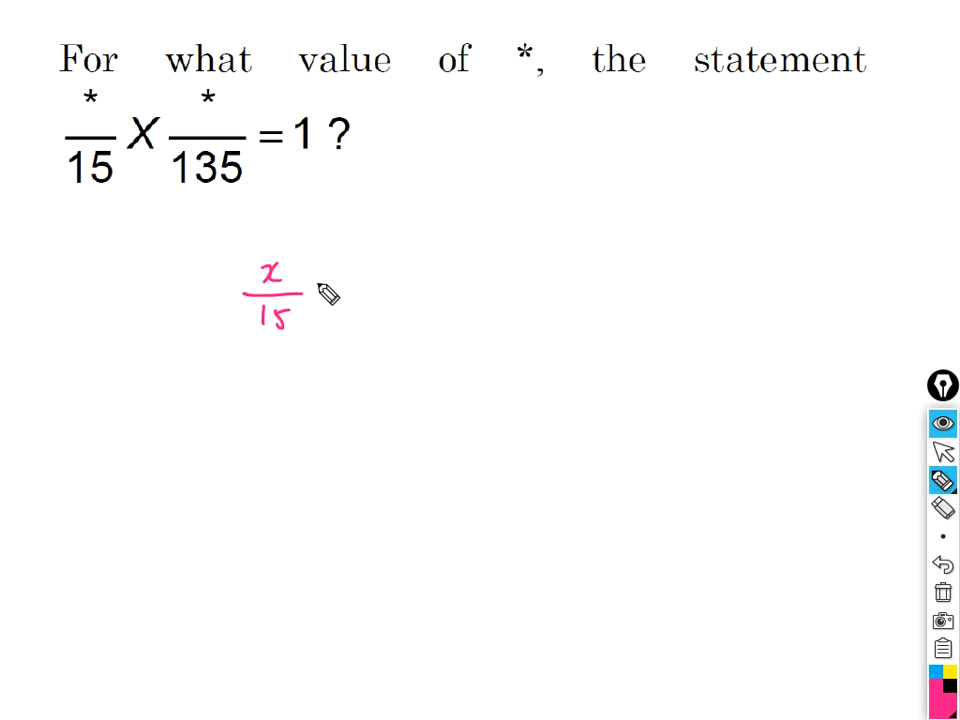 For what value of *, the statement
* *
15 X 135 = 1 ?
x
15